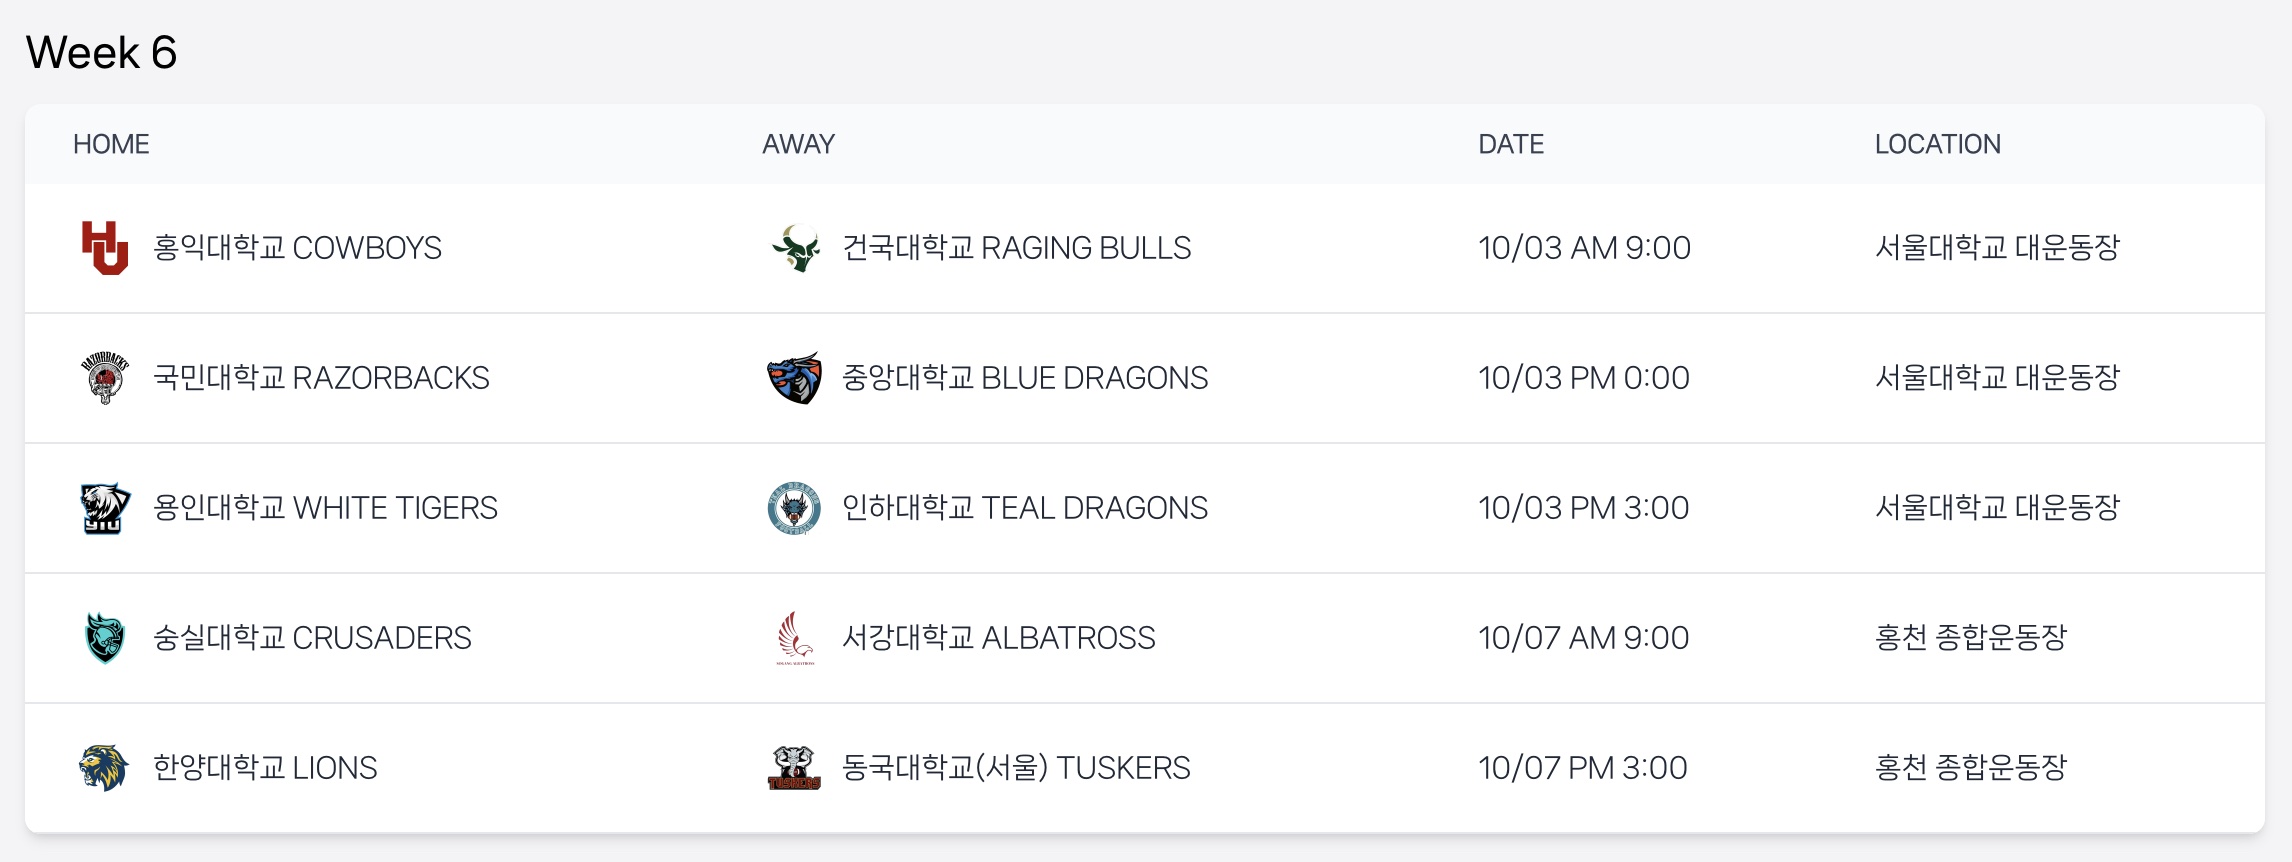 Week 6
HOME AWAY DATE LOCATION
홍익대학교 COWBOYS 건국대학교 RAGING BULLS 10/03 AM 9:00 서울대학교 대운동장
RAZORBACKS 국민대학교 RAZORBACKS 중앙대학교 BLUE DRAGONS 10/03 PM 0:00 서울대학교 대운동장
YIU 용인대학교 WHITE TIGERS 인하대학교 TEAL DRAGONS 10/03 PM 3:00 서울대학교 대운동장
숭실대학교 CRUSADERS SOGANG ALBATROSS 서강대학교 ALBATROSS 10/07 AM 9:00 홍천 종합운동장
한양대학교 LIONS TUSKERS 동국대학교(서울) TUSKERS 10/07 PM 3:00 홍천 종합운동장